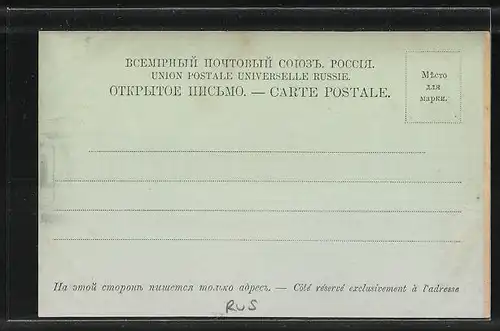 ВСЕМІРНЫЙ ПОЧТОВЫЙ СОЮЗЪ. РОССІЯ.
UNION POSTALE UNIVERSELLE RUSSIE.
ОТКРЫТОЕ ПИСЬМО. — CARTE POSTALE.
Мѣсто
для
марки.
На этой сторонѣ пишется только адресъ. — Côté réservé exclusivement à l'adresse
RUS